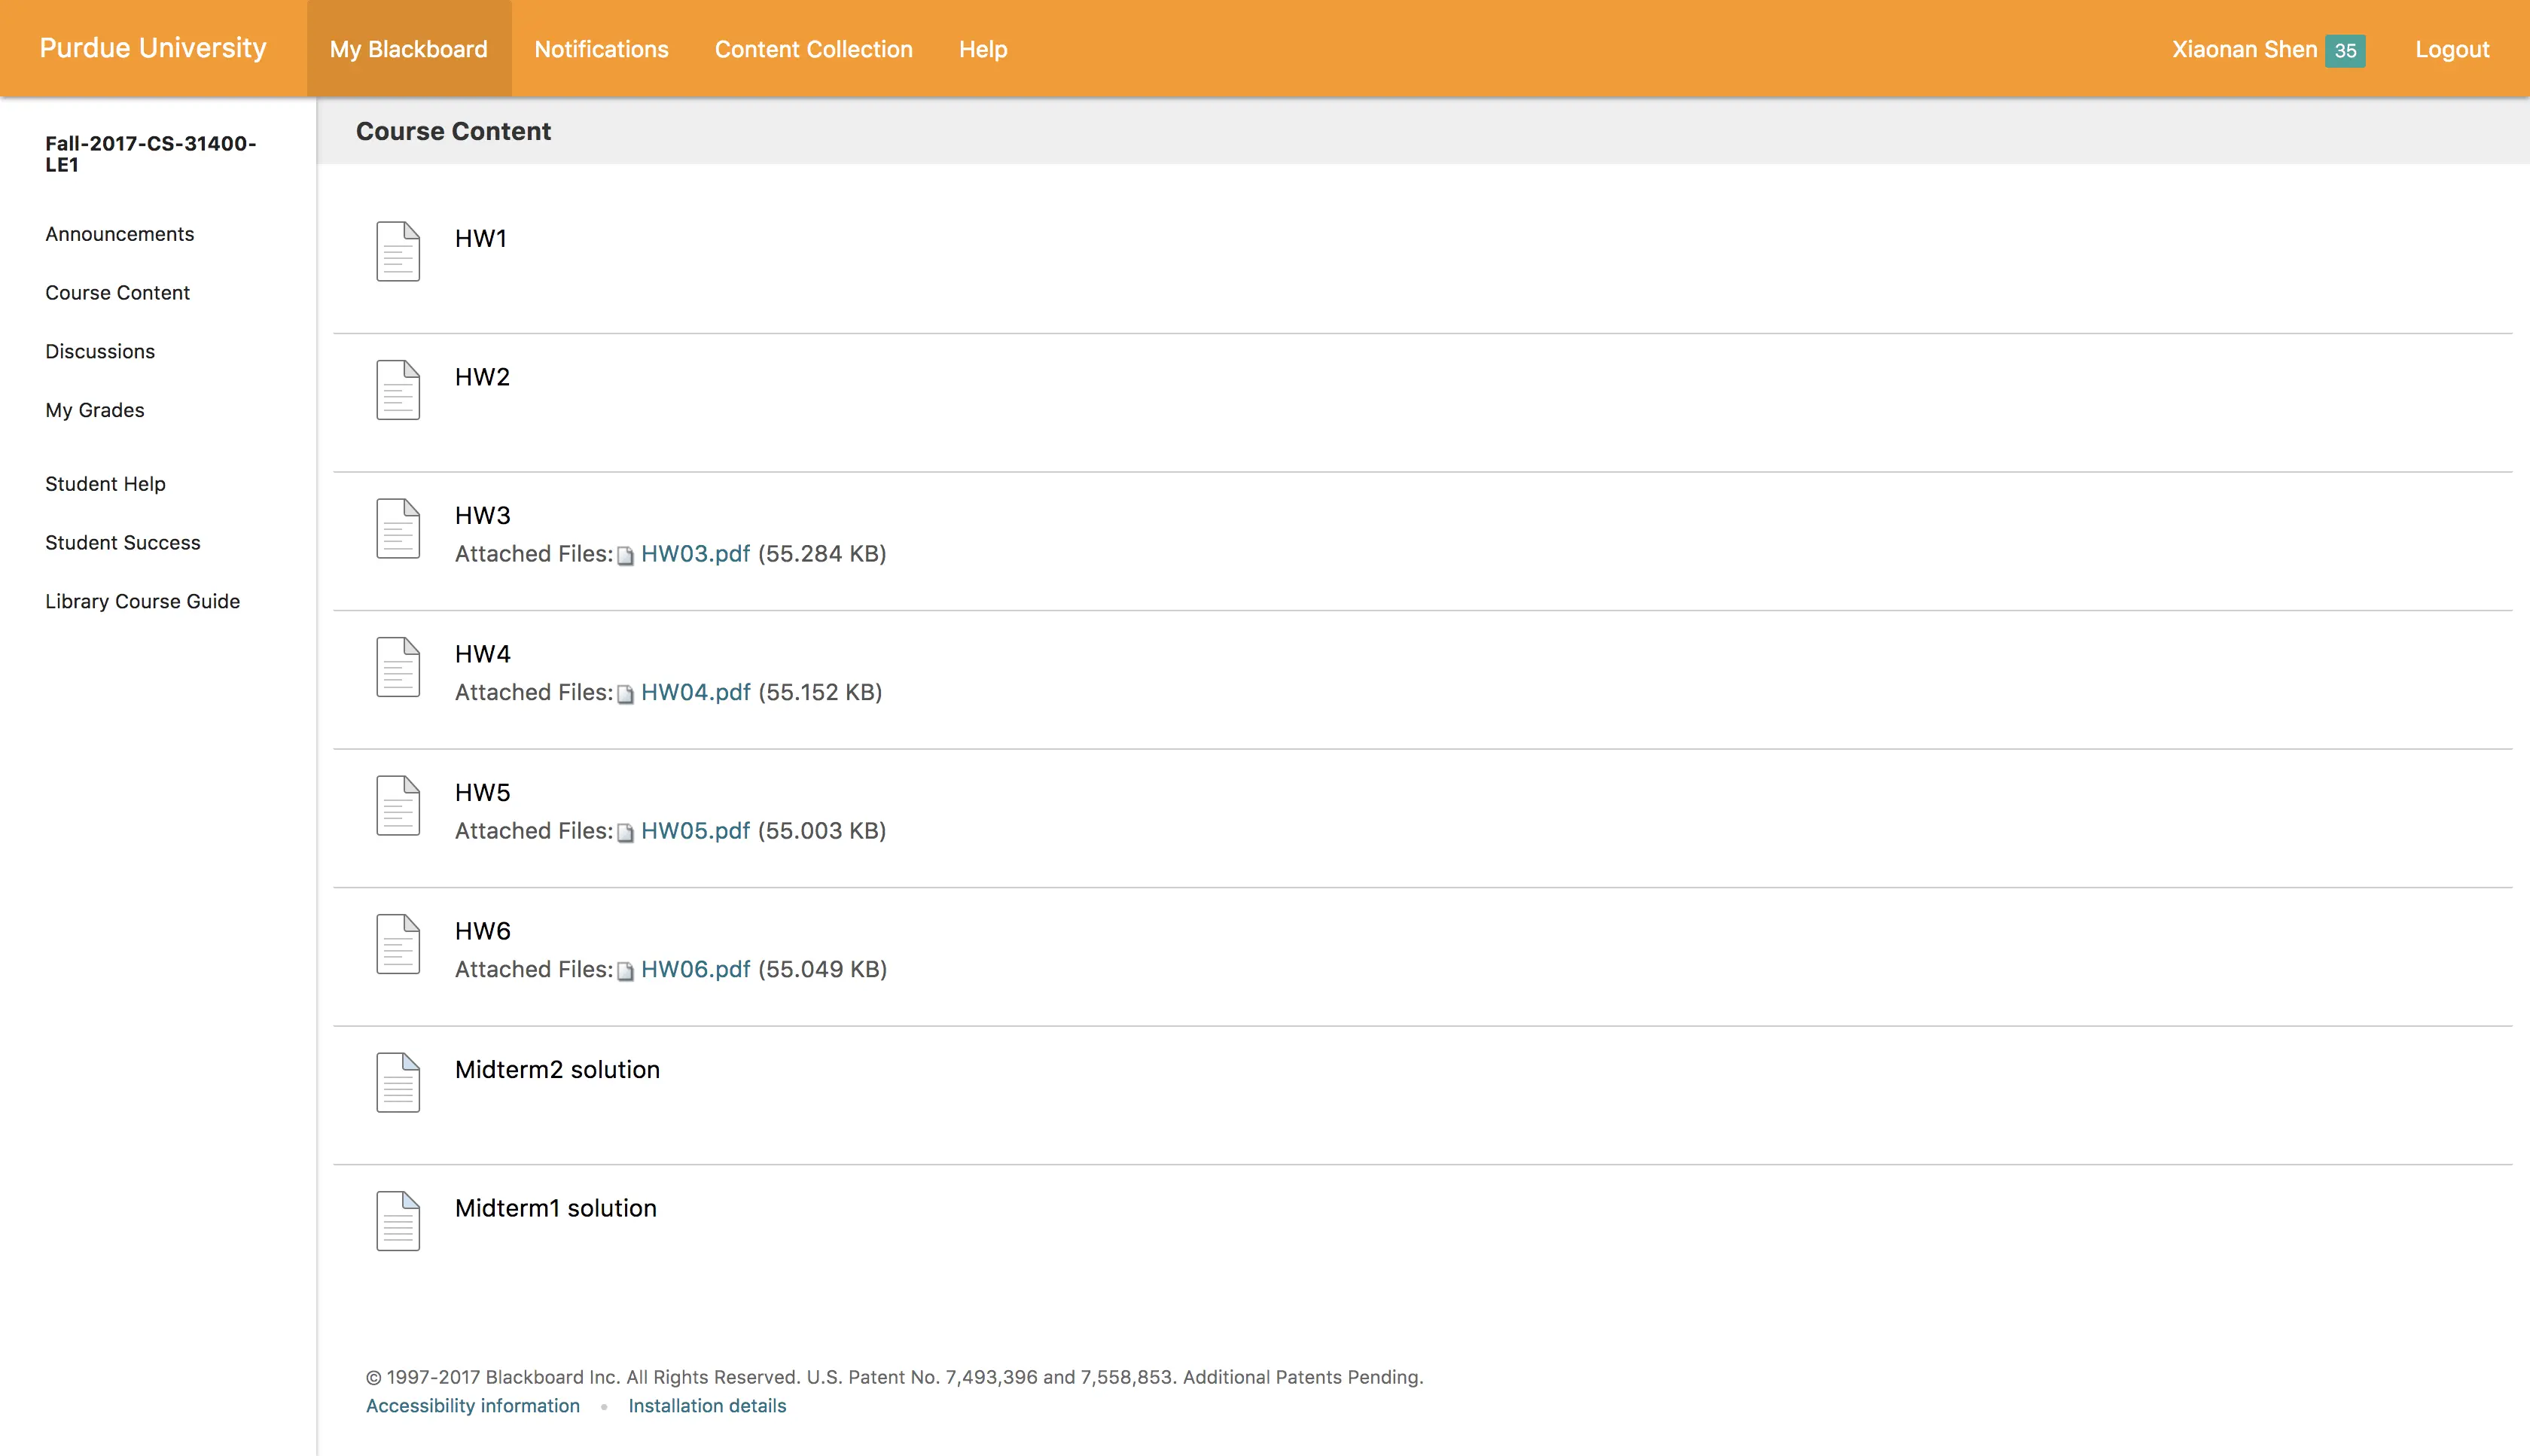 Purdue University
My Blackboard
Notifications
Content Collection
Help
Xiaonan Shen 35
Logout
Fall-2017-CS-31400-
LE1
Announcements
Course Content
Discussions
My Grades
Student Help
Student Success
Library Course Guide
Course Content
HW1
HW2
HW3
Attached Files: HW03.pdf (55.284 KB)
HW4
Attached Files: HW04.pdf (55.152 KB)
HW5
Attached Files: HW05.pdf (55.003 KB)
HW6
Attached Files: HW06.pdf (55.049 KB)
Midterm2 solution
Midterm1 solution
© 1997-2017 Blackboard Inc. All Rights Reserved. U.S. Patent No. 7,493,396 and 7,558,853. Additional Patents Pending.
Accessibility information • Installation details